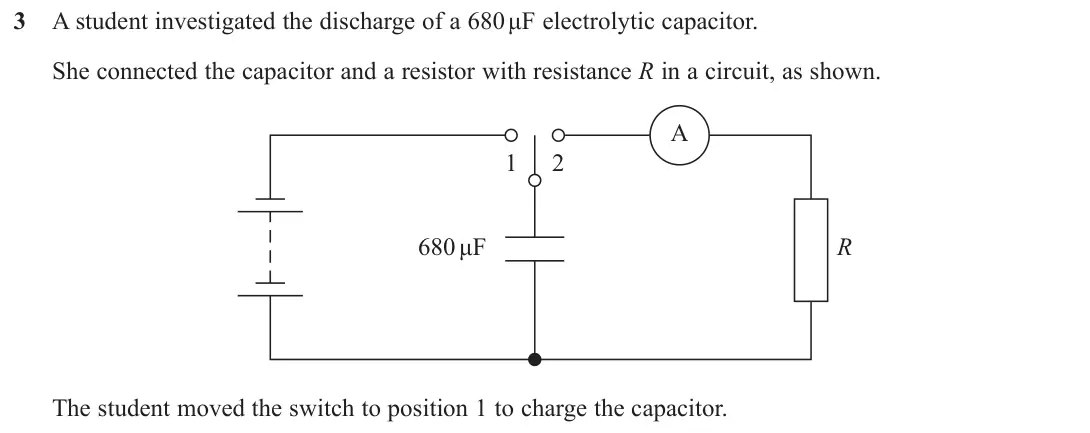 3 A student investigated the discharge of a 680 μF electrolytic capacitor.
She connected the capacitor and a resistor with resistance R in a circuit, as shown.
A
1 2
680 μF
R
The student moved the switch to position 1 to charge the capacitor.